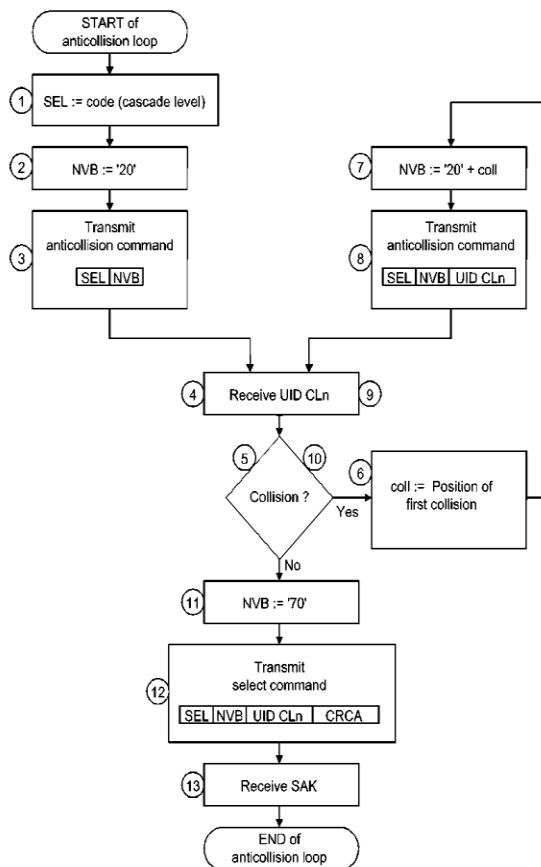 START of
anticollision loop
1
SEL := code (cascade level)
2
NVB := '20'
3
Transmit
anticollision command
SEL NVB
7
NVB := '20' + coll
8
Transmit
anticollision command
SEL NVB UID CLn
4
Receive UID CLn
9
5
10
Collision ?
Yes
No
6
coll := Position of
first collision
11
NVB := '70'
12
Transmit
select command
SEL NVB UID CLn CRCA
13
Receive SAK
END of
anticollision loop